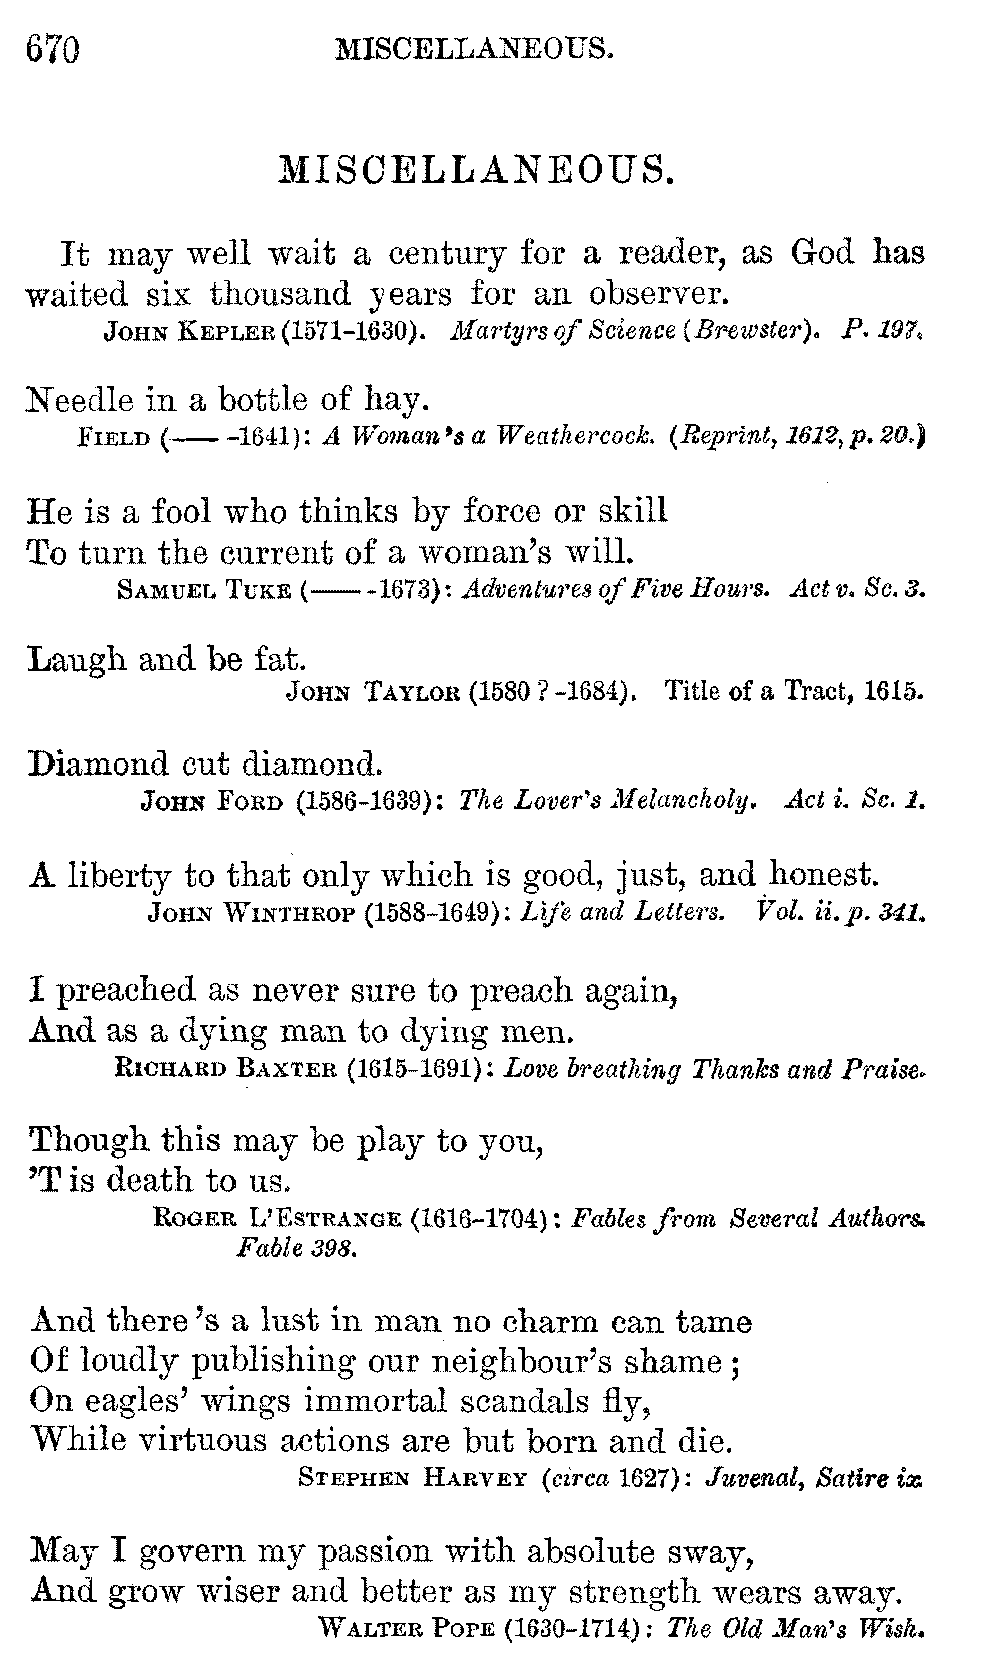 670 MISCELLANEOUS.
MISCELLANEOUS.
It may well wait a century for a reader, as God has
waited six thousand years for an observer.
JOHN KEPLER (1571-1630). Martyrs of Science (Brewster). P. 197.
Needle in a bottle of hay.
FIELD (—— -1641): A Woman's a Weathercock. (Reprint, 1612, p. 20.)
He is a fool who thinks by force or skill
To turn the current of a woman's will.
SAMUEL TUKE (—— -1673): Adventures of Five Hours. Act v. Sc. 3.
Laugh and be fat.
JOHN TAYLOR (1580 ? -1684). Title of a Tract, 1615.
Diamond cut diamond.
JOHN FORD (1586-1639): The Lover's Melancholy. Act i. Sc. 1.
A liberty to that only which is good, just, and honest.
JOHN WINTHROP (1588-1649): Life and Letters. Vol. ii. p. 341.
I preached as never sure to preach again,
And as a dying man to dying men.
RICHARD BAXTER (1615-1691): Love breathing Thanks and Praise.
Though this may be play to you,
'T is death to us.
ROGER L'ESTRANGE (1616-1704): Fables from Several Authors.
Fable 398.
And there 's a lust in man no charm can tame
Of loudly publishing our neighbour's shame ;
On eagles' wings immortal scandals fly,
While virtuous actions are but born and die.
STEPHEN HARVEY (circa 1627): Juvenal, Satire ix.
May I govern my passion with absolute sway,
And grow wiser and better as my strength wears away.
WALTER POPE (1630-1714): The Old Man's Wish.